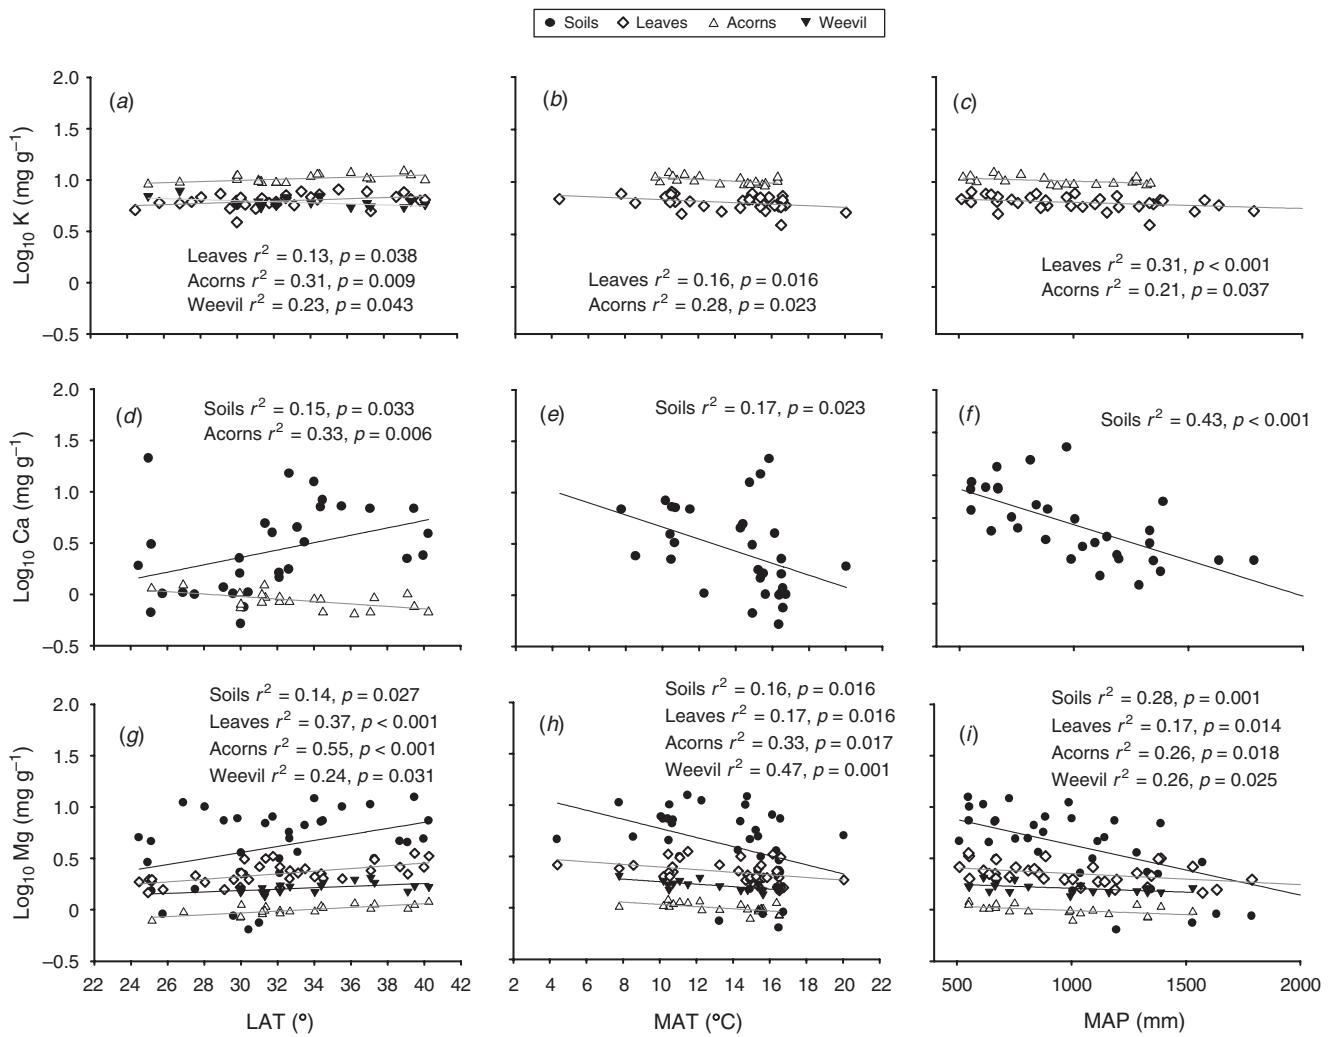 Soils Leaves Acorns Weevil
Log₁₀ K (mg g⁻¹)
2.0
1.5
1.0
0.5
0
–0.5
(a)
Leaves r² = 0.13, p = 0.038
Acorns r² = 0.31, p = 0.009
Weevil r² = 0.23, p = 0.043
(b)
Leaves r² = 0.16, p = 0.016
Acorns r² = 0.28, p = 0.023
(c)
Leaves r² = 0.31, p < 0.001
Acorns r² = 0.21, p = 0.037
Log₁₀ Ca (mg g⁻¹)
2.0
1.5
1.0
0.5
0
–0.5
(d)
Soils r² = 0.15, p = 0.033
Acorns r² = 0.33, p = 0.006
(e)
Soils r² = 0.17, p = 0.023
(f)
Soils r² = 0.43, p < 0.001
Log₁₀ Mg (mg g⁻¹)
2.0
1.5
1.0
0.5
0
–0.5
(g)
Soils r² = 0.14, p = 0.027
Leaves r² = 0.37, p < 0.001
Acorns r² = 0.55, p < 0.001
Weevil r² = 0.24, p = 0.031
22 24 26 28 30 32 34 36 38 40 42
LAT (°)
(h)
Soils r² = 0.16, p = 0.016
Leaves r² = 0.17, p = 0.016
Acorns r² = 0.33, p = 0.017
Weevil r² = 0.47, p = 0.001
2 4 6 8 10 12 14 16 18 20 22
MAT (°C)
(i)
Soils r² = 0.28, p = 0.001
Leaves r² = 0.17, p = 0.014
Acorns r² = 0.26, p = 0.018
Weevil r² = 0.26, p = 0.025
500 1000 1500 2000
MAP (mm)